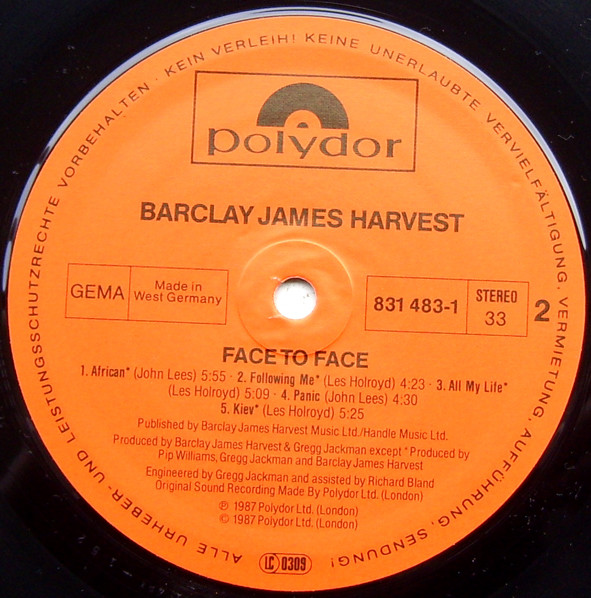 ALLE URHEBER- UND LEISTUNGSSCHUTZRECHTE VORBEHALTEN · KEIN VERLEIH! KEINE UNERLAUBTE VERVIELFÄLTIGUNG, VERMIETUNG, AUFFÜHRUNG, SENDUNG!
polydor
BARCLAY JAMES HARVEST
GEMA
Made in
West Germany
831 483-1
STEREO
33
2
FACE TO FACE
1. African* (John Lees) 5:55 · 2. Following Me* (Les Holroyd) 4:23 · 3. All My Life*
(Les Holroyd) 5:09 · 4. Panic (John Lees) 4:30
5. Kiev* (Les Holroyd) 5:25
Published by Barclay James Harvest Music Ltd./Handle Music Ltd.
Produced by Barclay James Harvest & Gregg Jackman except *Produced by
Pip Williams, Gregg Jackman and Barclay James Harvest
Engineered by Gregg Jackman and assisted by Richard Bland
Original Sound Recording Made By Polydor Ltd. (London)
℗ 1987 Polydor Ltd. (London)
© 1987 Polydor Ltd. (London)
LC 0309